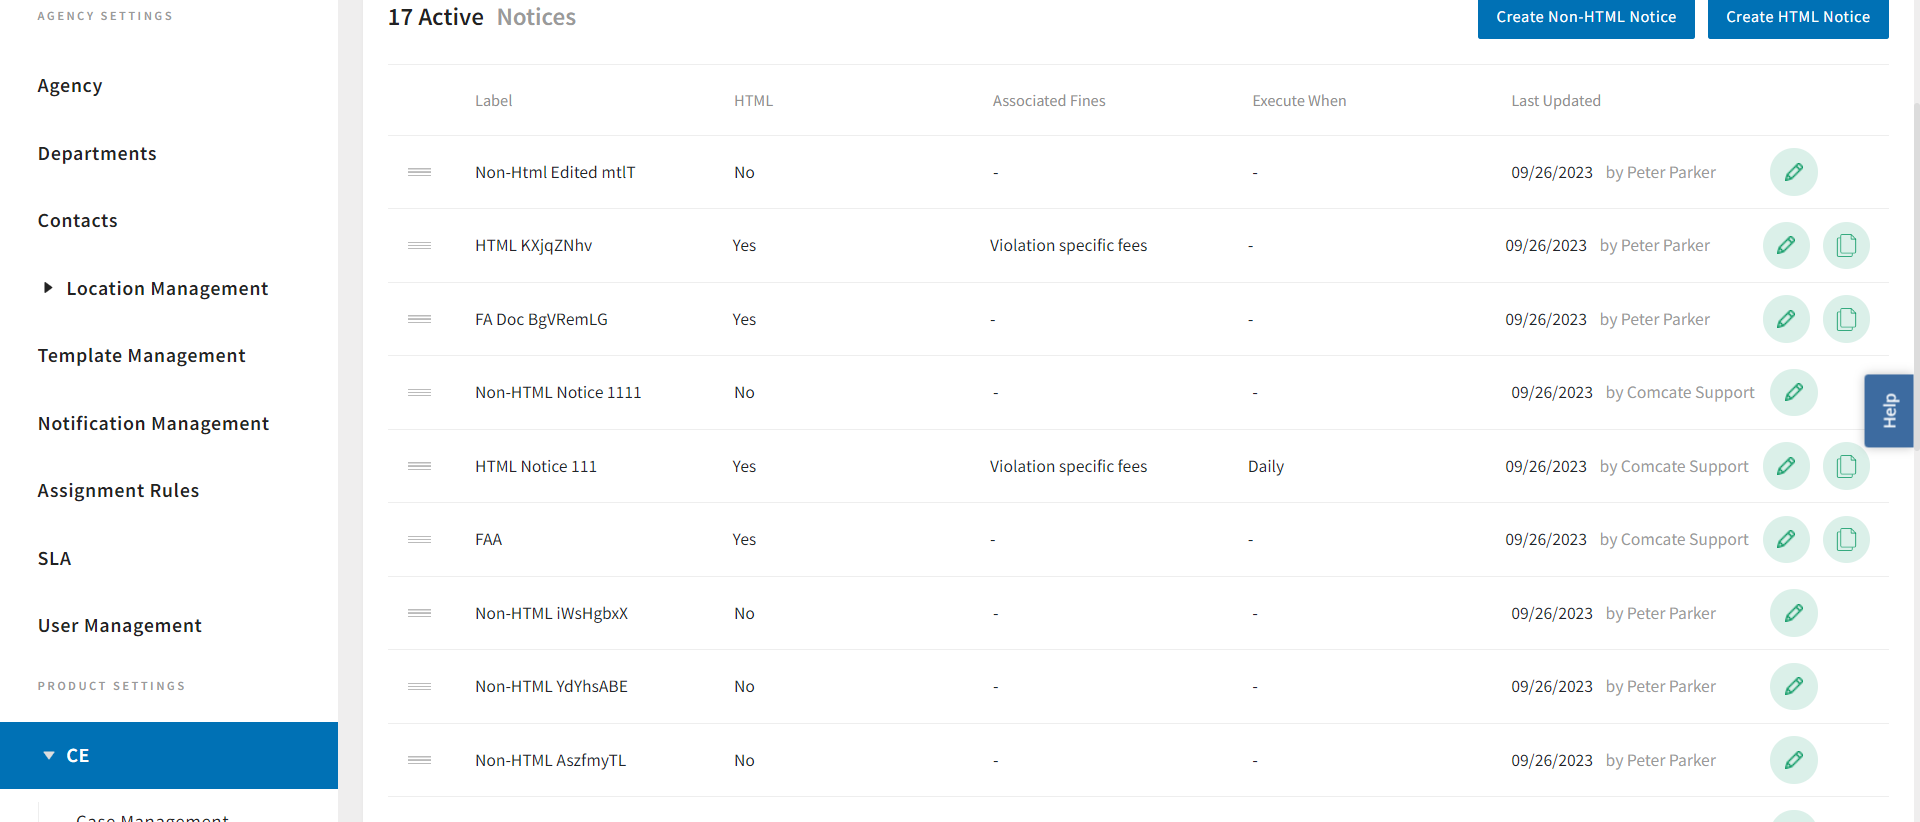 AGENCY SETTINGS
Agency
Departments
Contacts
Location Management
Template Management
Notification Management
Assignment Rules
SLA
User Management
PRODUCT SETTINGS
CE
Case Management
17 Active Notices
Create Non-HTML Notice
Create HTML Notice
Label HTML Associated Fines Execute When Last Updated
Non-Html Edited mtlT No - - 09/26/2023 by Peter Parker
HTML KXjqZNhv Yes Violation specific fees - 09/26/2023 by Peter Parker
FA Doc BgVRemLG Yes - - 09/26/2023 by Peter Parker
Non-HTML Notice 1111 No - - 09/26/2023 by Comcate Support
HTML Notice 111 Yes Violation specific fees Daily 09/26/2023 by Comcate Support
FAA Yes - - 09/26/2023 by Comcate Support
Non-HTML iWsHgbxX No - - 09/26/2023 by Peter Parker
Non-HTML YdYhsABE No - - 09/26/2023 by Peter Parker
Non-HTML AszfmyTL No - - 09/26/2023 by Peter Parker
Help